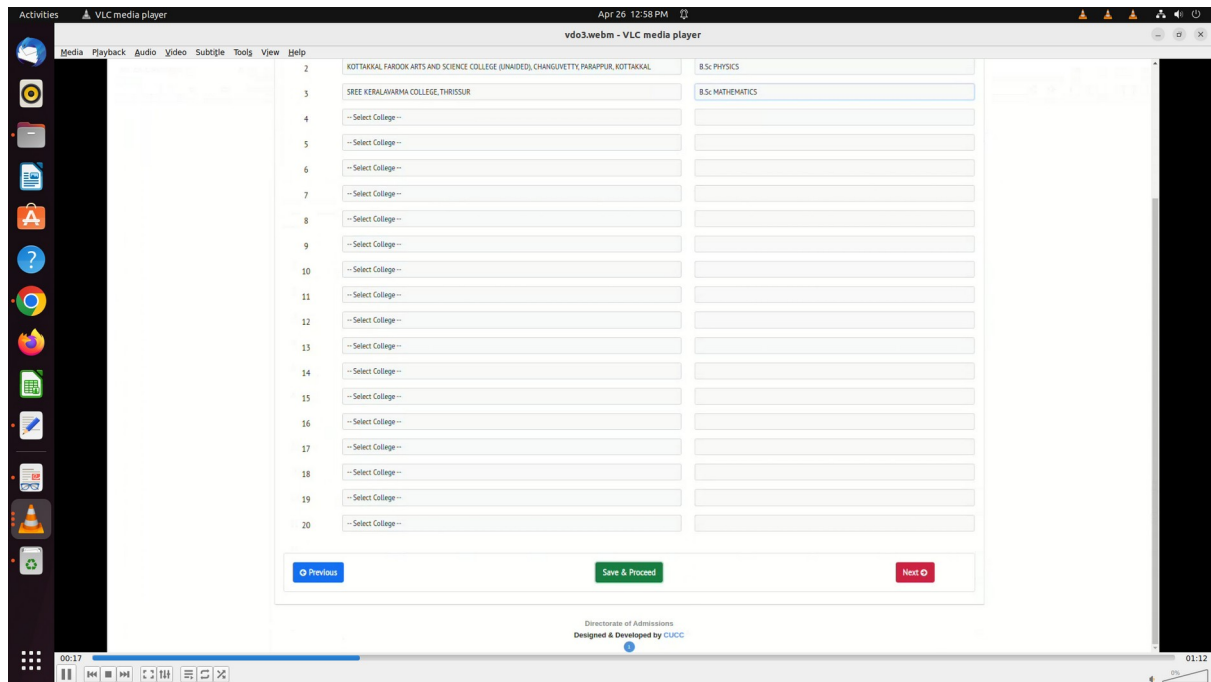 Activities VLC media player Apr 26 12:58 PM
vdo3.webm - VLC media player
Media Playback Audio Video Subtitle Tools View Help
2 KOTTAKKAL FAROOK ARTS AND SCIENCE COLLEGE (UNAIDED), CHANGUVETTY, PARAPPUR, KOTTAKKAL B.Sc PHYSICS
3 SREE KERALAVARMA COLLEGE, THRISSUR B.Sc MATHEMATICS
4 -- Select College --
5 -- Select College --
6 -- Select College --
7 -- Select College --
8 -- Select College --
9 -- Select College --
10 -- Select College --
11 -- Select College --
12 -- Select College --
13 -- Select College --
14 -- Select College --
15 -- Select College --
16 -- Select College --
17 -- Select College --
18 -- Select College --
19 -- Select College --
20 -- Select College --
Previous Save & Proceed Next
Directorate of Admissions
Designed & Developed by CUCC
00:17 01:12
0%